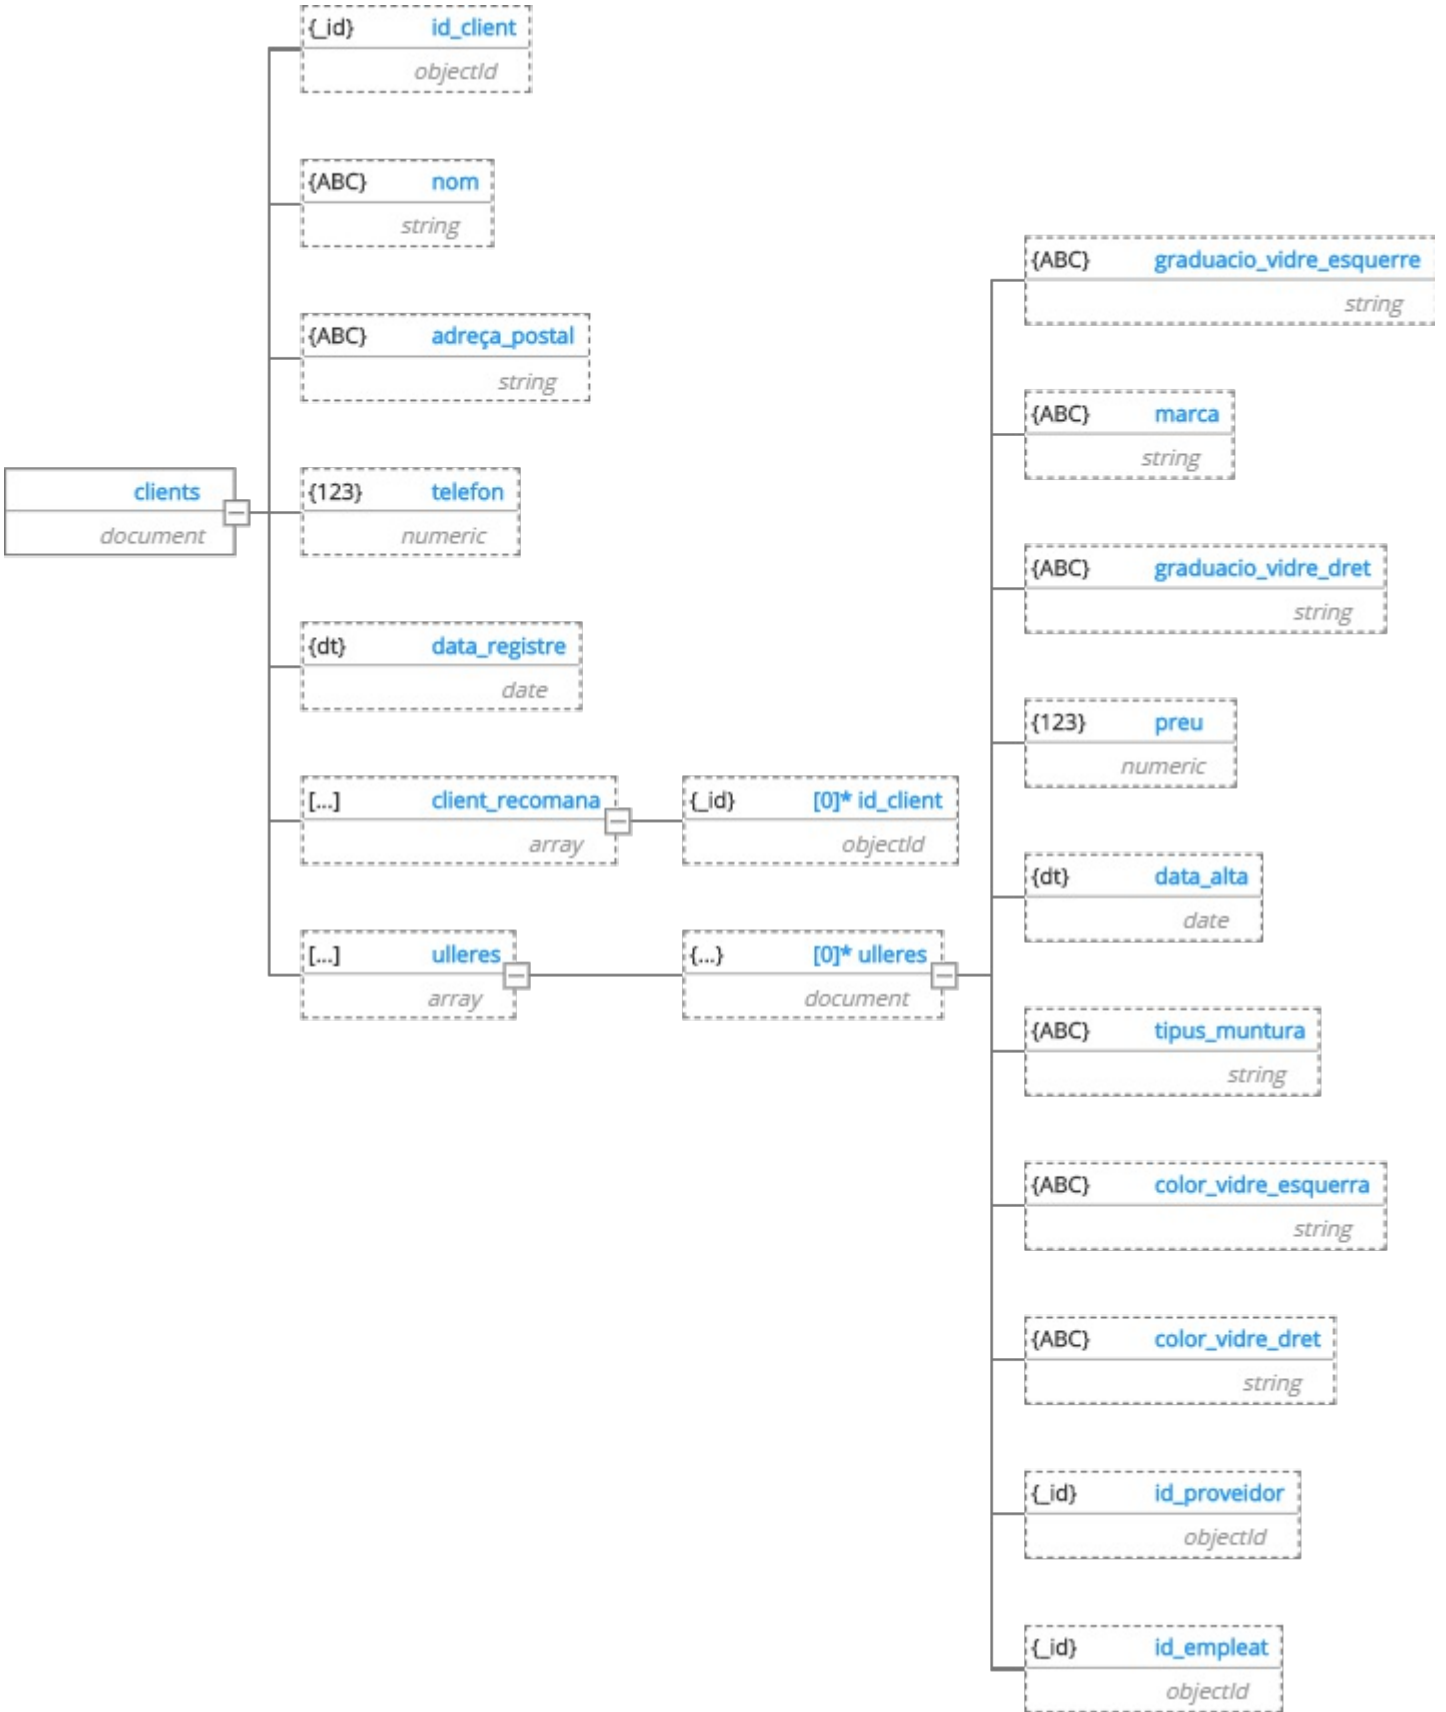 {_id} id_client
objectId
{ABC} nom
string
{ABC} adreça_postal
string
clients
document
{123} telefon
numeric
{dt} data_registre
date
[...] client_recomana
array
{_id} [0]* id_client
objectId
[...] ulleres
array
{...} [0]* ulleres
document
{ABC} graduacio_vidre_esquerre
string
{ABC} marca
string
{ABC} graduacio_vidre_dret
string
{123} preu
numeric
{dt} data_alta
date
{ABC} tipus_muntura
string
{ABC} color_vidre_esquerra
string
{ABC} color_vidre_dret
string
{_id} id_proveidor
objectId
{_id} id_empleat
objectId